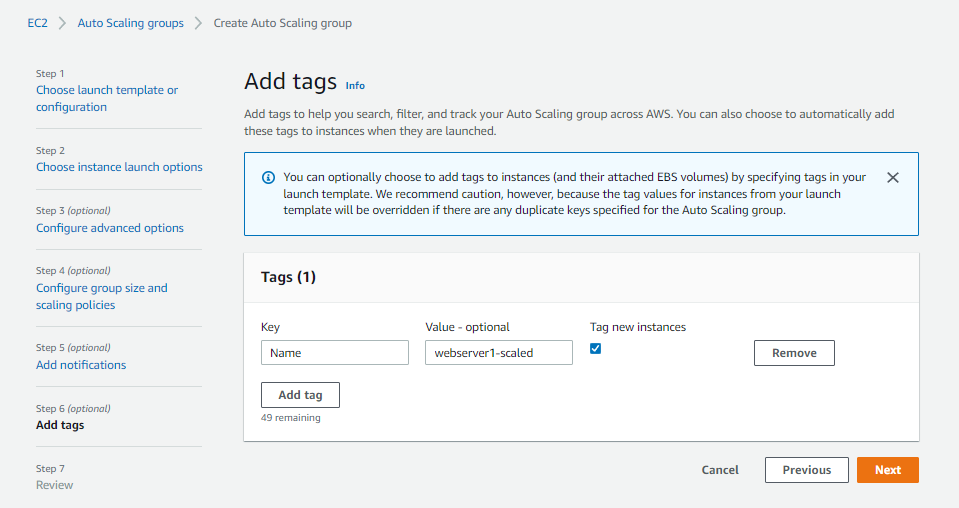 EC2 > Auto Scaling groups > Create Auto Scaling group
Step 1
Choose launch template or
configuration
Step 2
Choose instance launch options
Step 3 (optional)
Configure advanced options
Step 4 (optional)
Configure group size and
scaling policies
Step 5 (optional)
Add notifications
Step 6 (optional)
Add tags
Step 7
Review
Add tags Info
Add tags to help you search, filter, and track your Auto Scaling group across AWS. You can also choose to automatically add
these tags to instances when they are launched.
You can optionally choose to add tags to instances (and their attached EBS volumes) by specifying tags in your
launch template. We recommend caution, however, because the tag values for instances from your launch
template will be overridden if there are any duplicate keys specified for the Auto Scaling group.
Tags (1)
Key Value - optional Tag new instances
Name webserver1-scaled Remove
Add tag
49 remaining
Cancel Previous Next